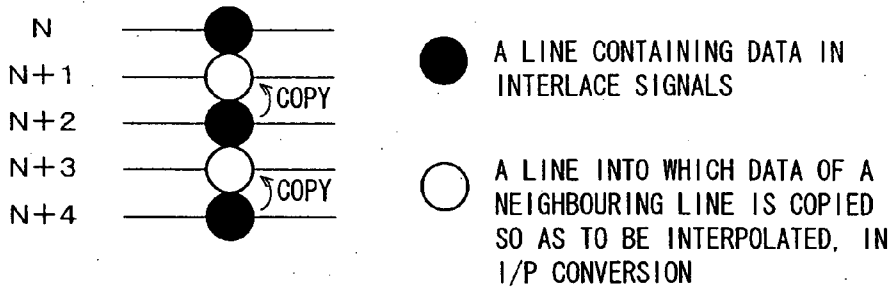 N
N+1
COPY
N+2
N+3
COPY
N+4
A LINE CONTAINING DATA IN
INTERLACE SIGNALS
A LINE INTO WHICH DATA OF A
NEIGHBOURING LINE IS COPIED
SO AS TO BE INTERPOLATED, IN
I/P CONVERSION